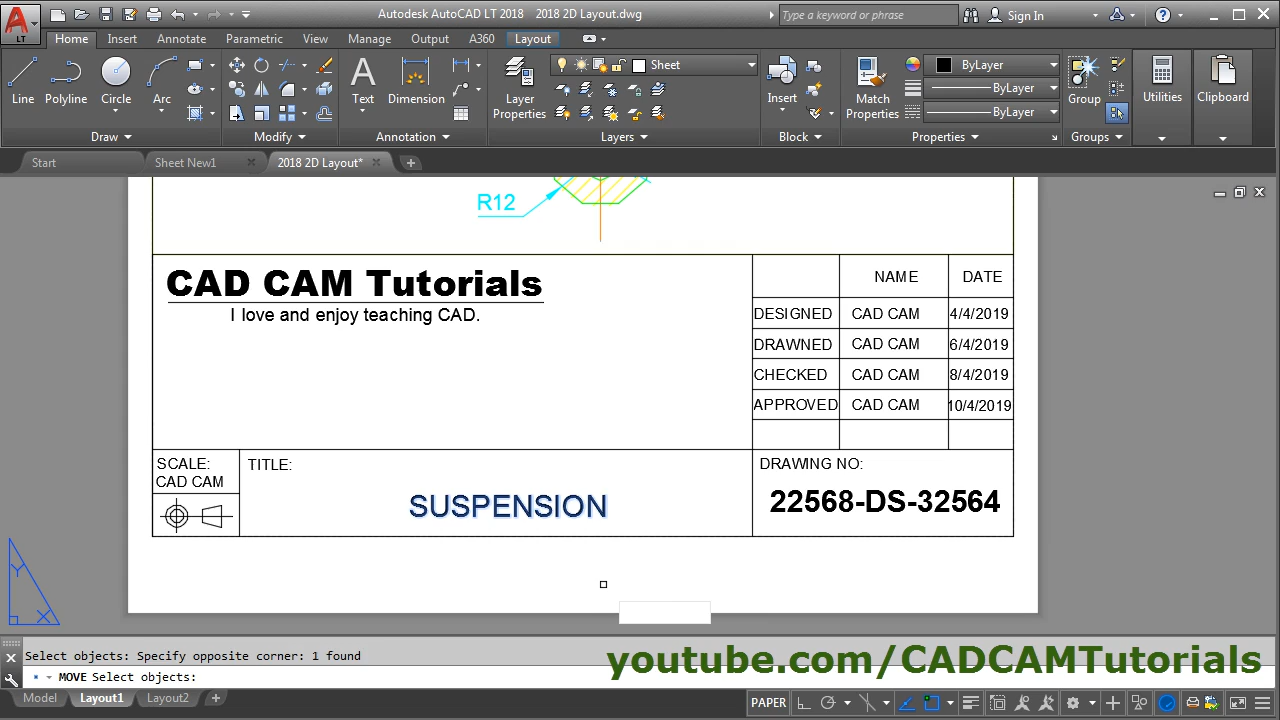 Autodesk AutoCAD LT 2018 2018 2D Layout.dwg
Type a keyword or phrase
Sign In
LT
Home Insert Annotate Parametric View Manage Output A360 Layout
Line Polyline Circle Arc
Text Dimension
Layer Properties
Sheet
Insert
Match Properties
ByLayer
ByLayer
ByLayer
Group
Utilities
Clipboard
Draw Modify Annotation Layers Block Properties Groups
Start Sheet New1 2018 2D Layout*
R12
CAD CAM Tutorials
I love and enjoy teaching CAD.
NAME DATE
DESIGNED CAD CAM 4/4/2019
DRAWNED CAD CAM 6/4/2019
CHECKED CAD CAM 8/4/2019
APPROVED CAD CAM 10/4/2019
SCALE:
CAD CAM
TITLE:
SUSPENSION
DRAWING NO:
22568-DS-32564
Y
X
Select objects: Specify opposite corner: 1 found
MOVE Select objects:
youtube.com/CADCAMTutorials
Model Layout1 Layout2
PAPER